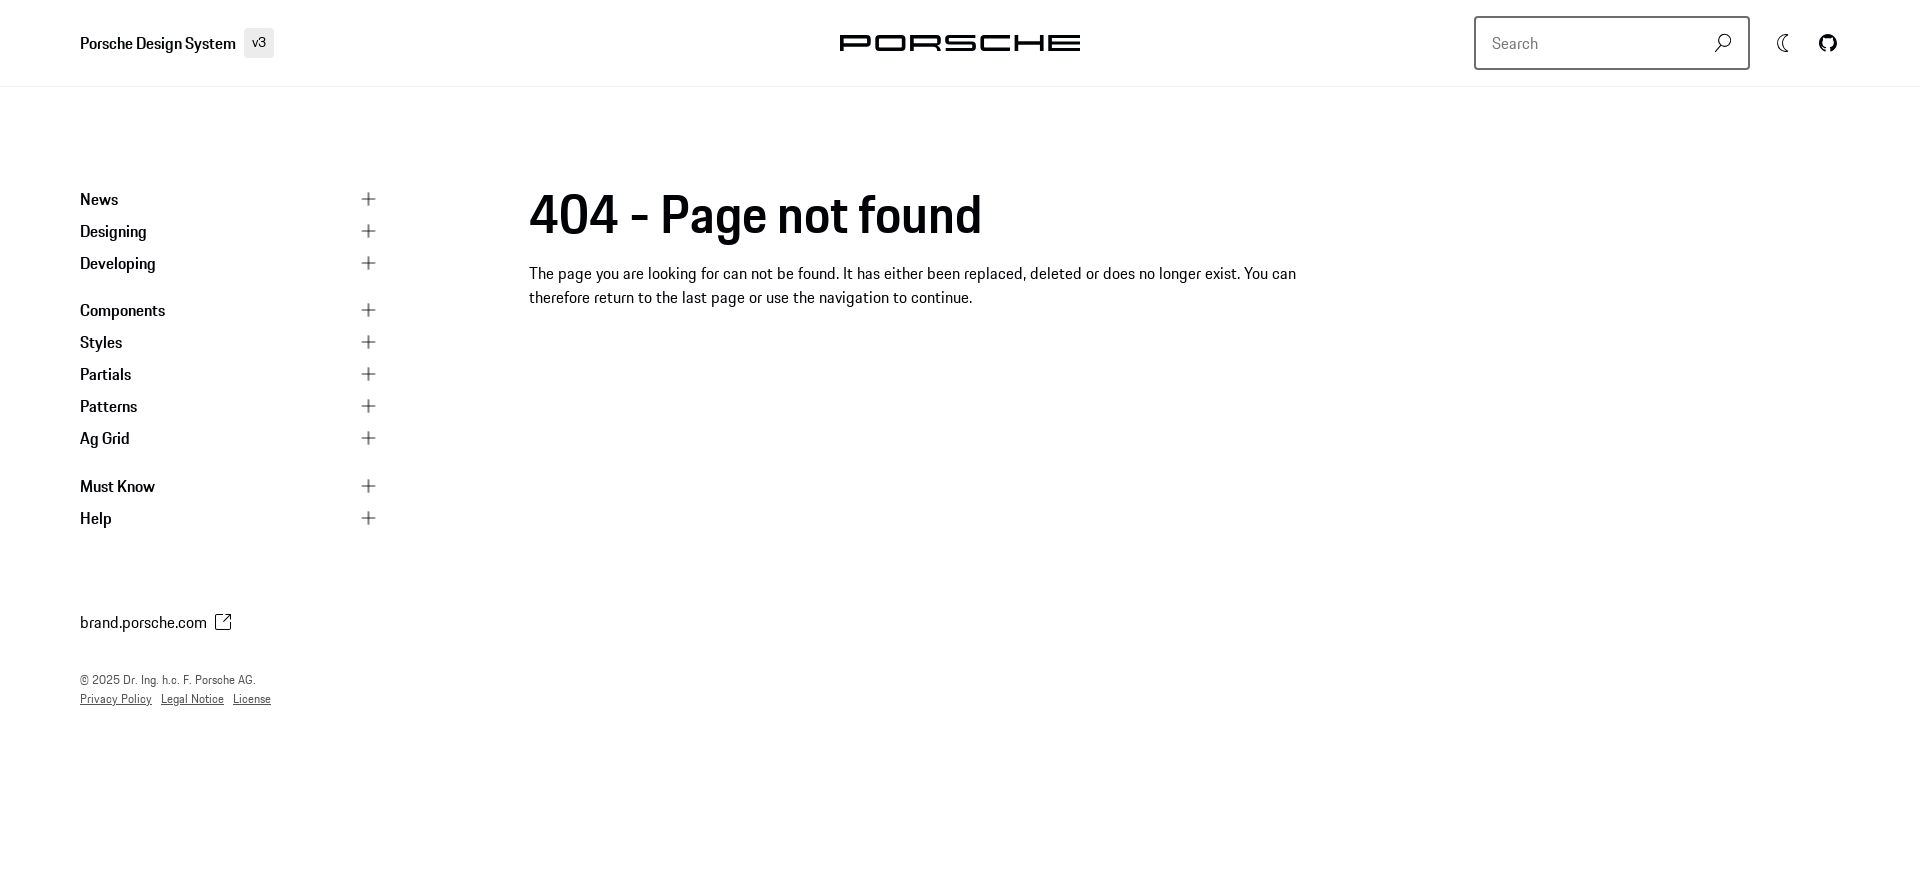 Porsche Design System v3
PORSCHE
Search
News
Designing
Developing
Components
Styles
Partials
Patterns
Ag Grid
Must Know
Help
brand.porsche.com
© 2025 Dr. Ing. h.c. F. Porsche AG.
Privacy Policy Legal Notice License
404 - Page not found
The page you are looking for can not be found. It has either been replaced, deleted or does no longer exist. You can
therefore return to the last page or use the navigation to continue.